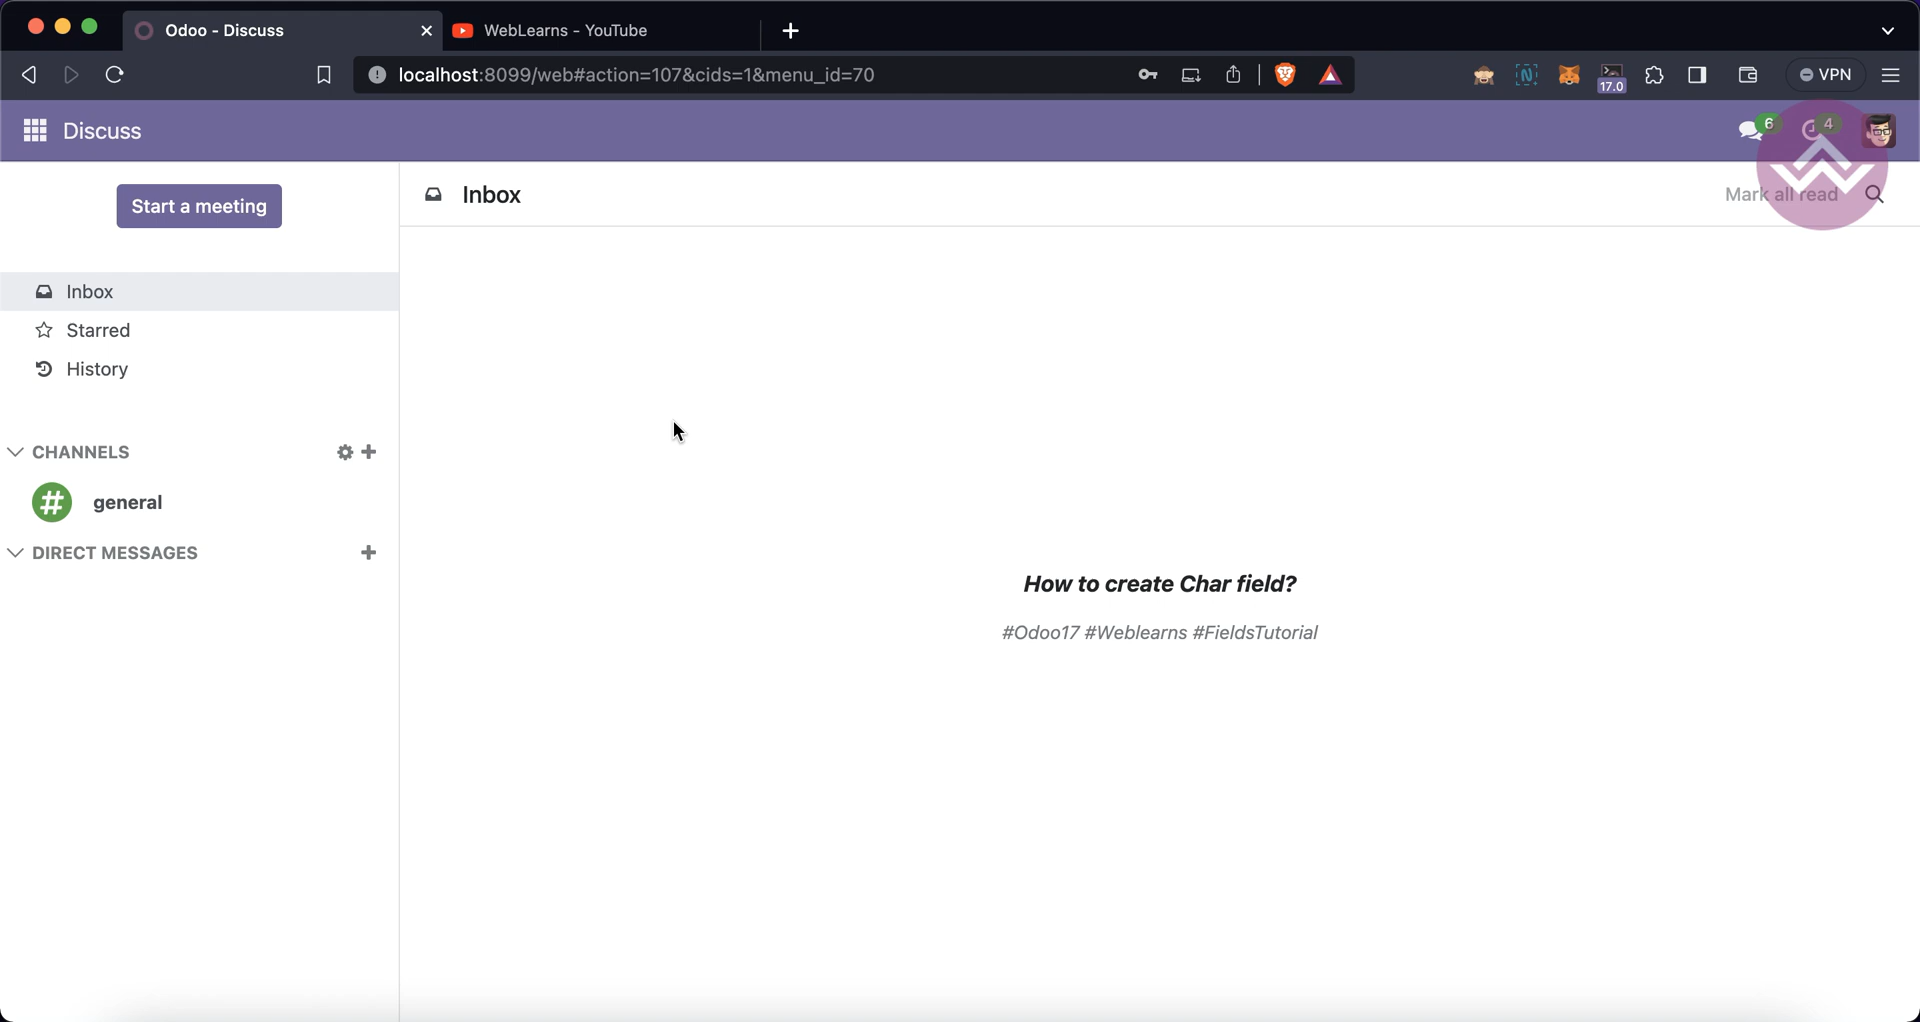 Odoo - Discuss
WebLearns - YouTube
localhost:8099/web#action=107&cids=1&menu_id=70
17.0
VPN
Discuss
6
4
Start a meeting
Inbox
Mark all read
Inbox
Starred
History
CHANNELS
general
DIRECT MESSAGES
How to create Char field?
#Odoo17 #Weblearns #FieldsTutorial